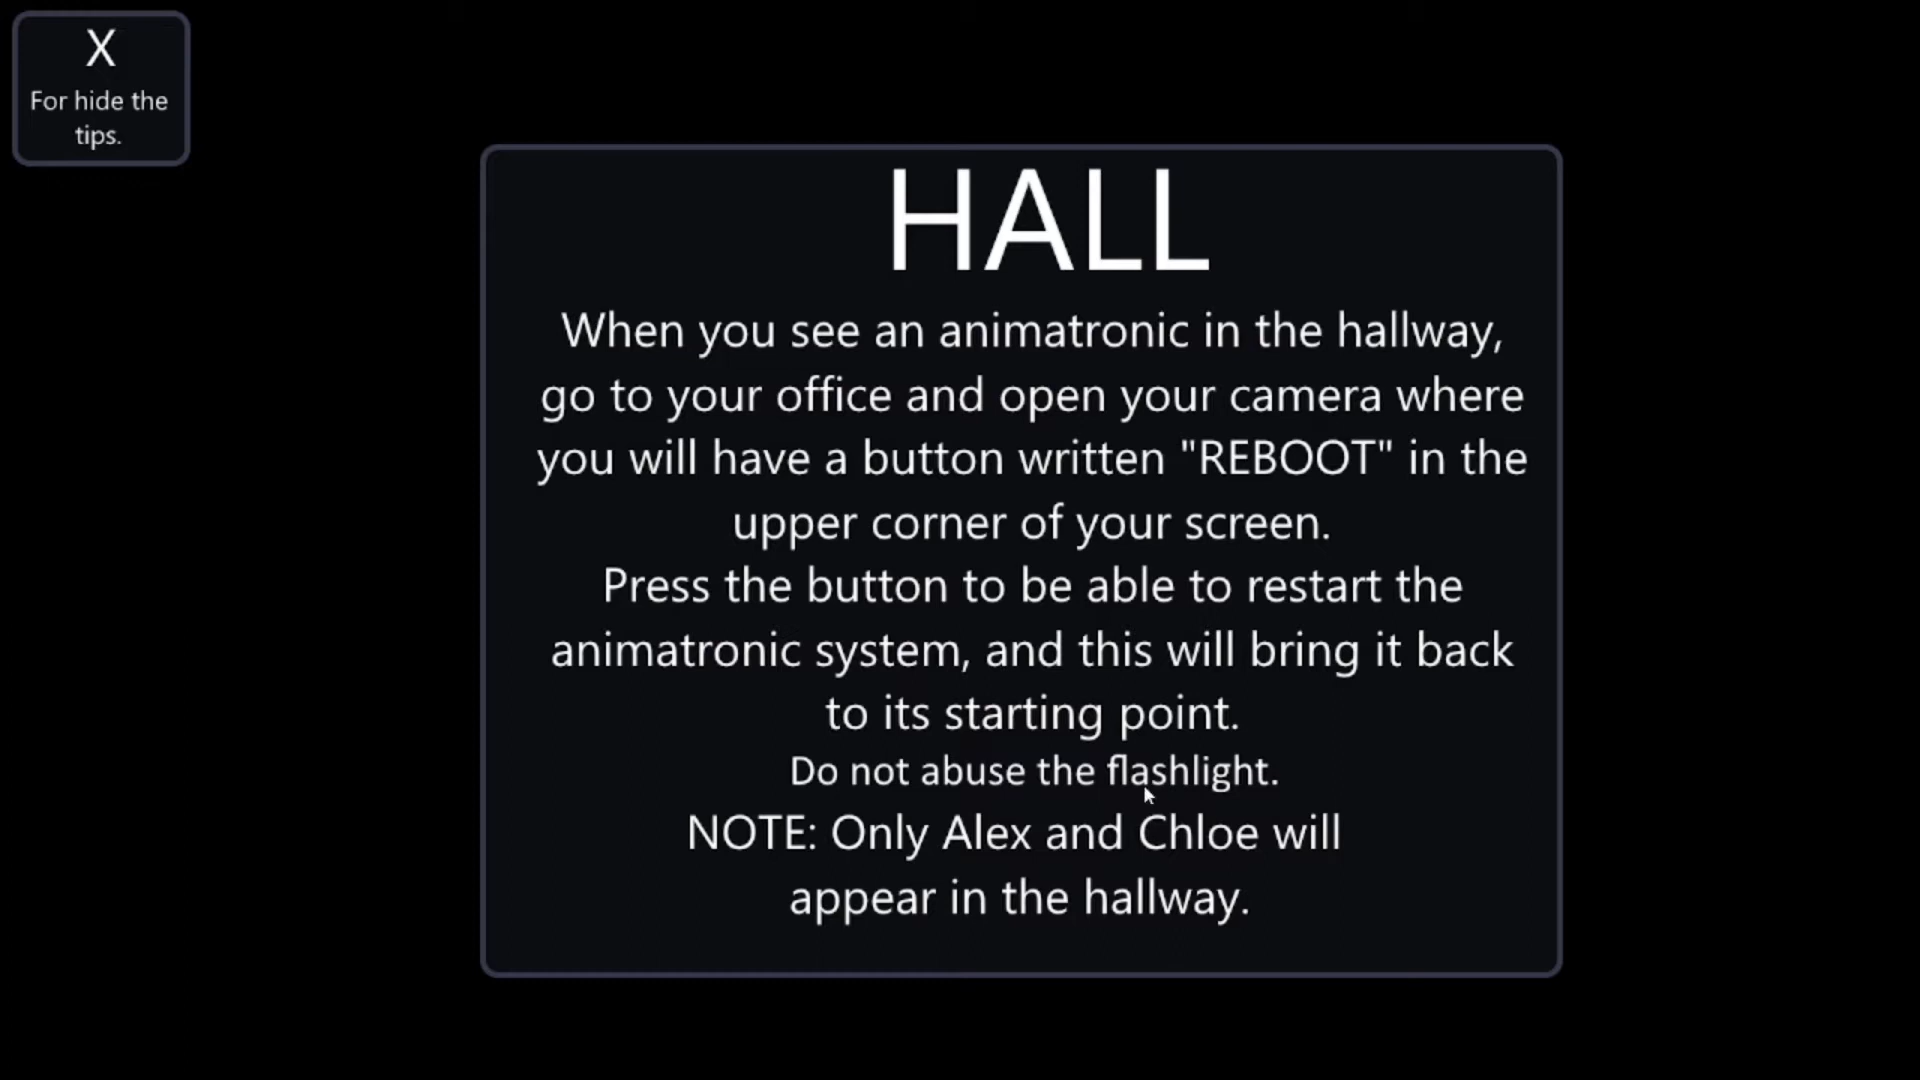 X
For hide the
tips.
HALL
When you see an animatronic in the hallway,
go to your office and open your camera where
you will have a button written "REBOOT" in the
upper corner of your screen.
Press the button to be able to restart the
animatronic system, and this will bring it back
to its starting point.
Do not abuse the flashlight.
NOTE: Only Alex and Chloe will
appear in the hallway.